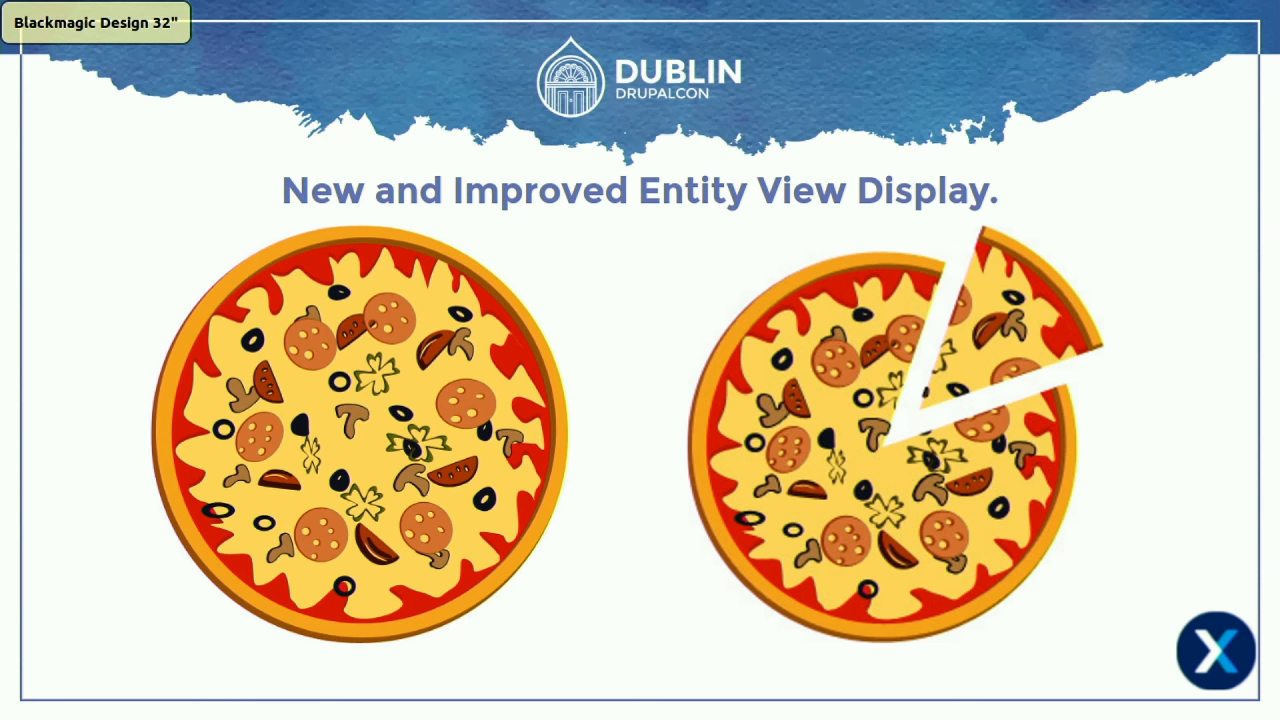 Blackmagic Design 32"
DUBLIN
DRUPALCON
New and Improved Entity View Display.